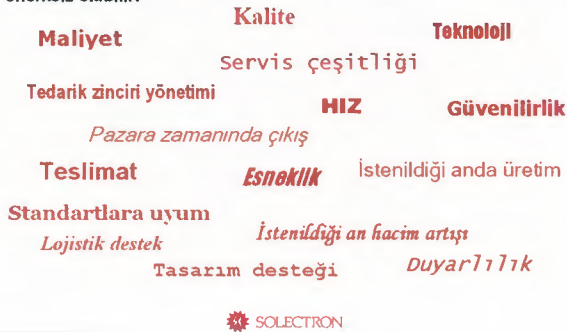 Kalite
Maliyet
Teknoloji
Servis çeşitliği
Tedarik zinciri yönetimi
HIZ
Güvenilirlik
Pazara zamanında çıkış
Teslimat
Esneklik
İstenildiği anda üretim
Standartlara uyum
İstenildiği an hacim artışı
Lojistik destek
Tasarım desteği
Duyarlılık
SOLECTRON